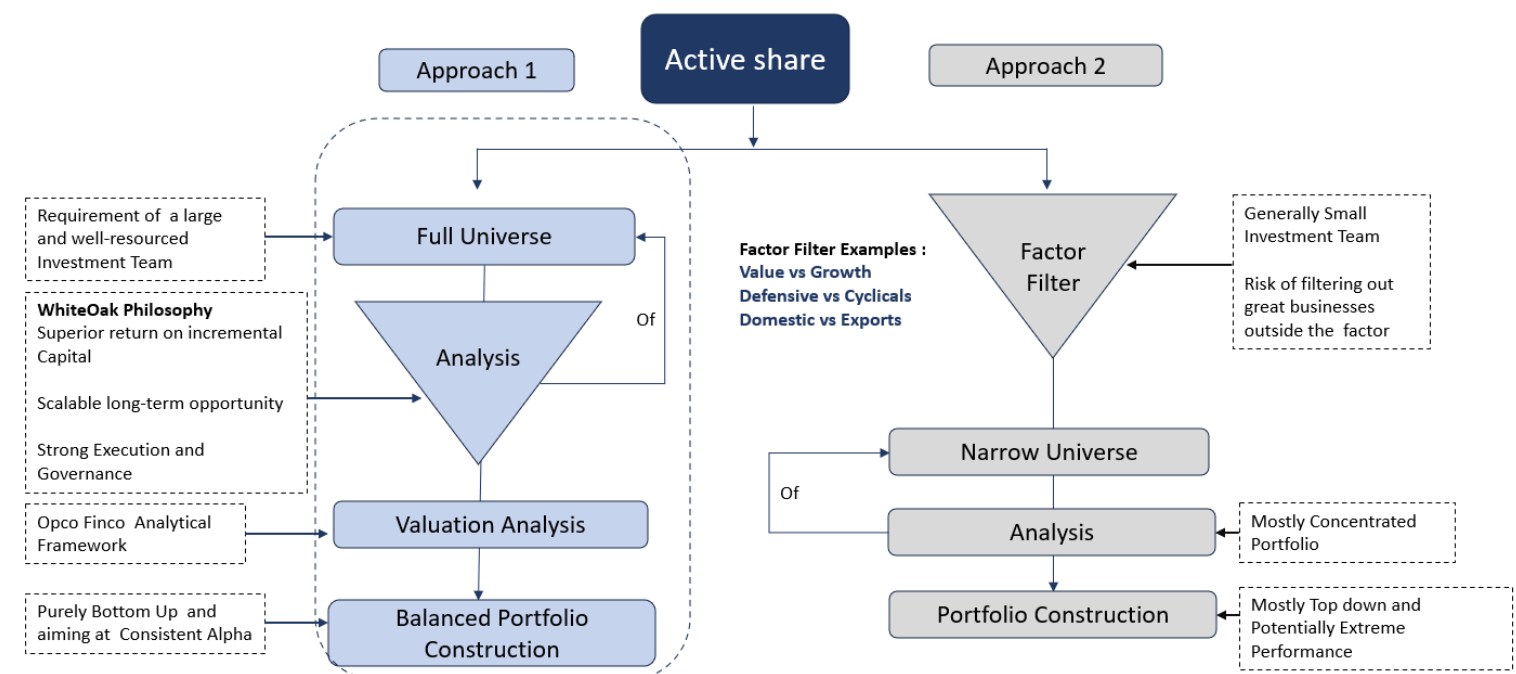 Active share
Approach 1
Approach 2
Requirement of a large
and well-resourced
Investment Team
Full Universe
WhiteOak Philosophy
Superior return on incremental
Capital
Scalable long-term opportunity
Strong Execution and
Governance
Analysis
Of
Opco Finco Analytical
Framework
Valuation Analysis
Purely Bottom Up and
aiming at Consistent Alpha
Balanced Portfolio
Construction
Factor Filter Examples :
Value vs Growth
Defensive vs Cyclicals
Domestic vs Exports
Factor
Filter
Generally Small
Investment Team
Risk of filtering out
great businesses
outside the factor
Narrow Universe
Of
Analysis
Mostly Concentrated
Portfolio
Portfolio Construction
Mostly Top down and
Potentially Extreme
Performance